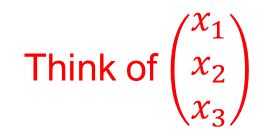 Think of (x₁
x₂
x₃)